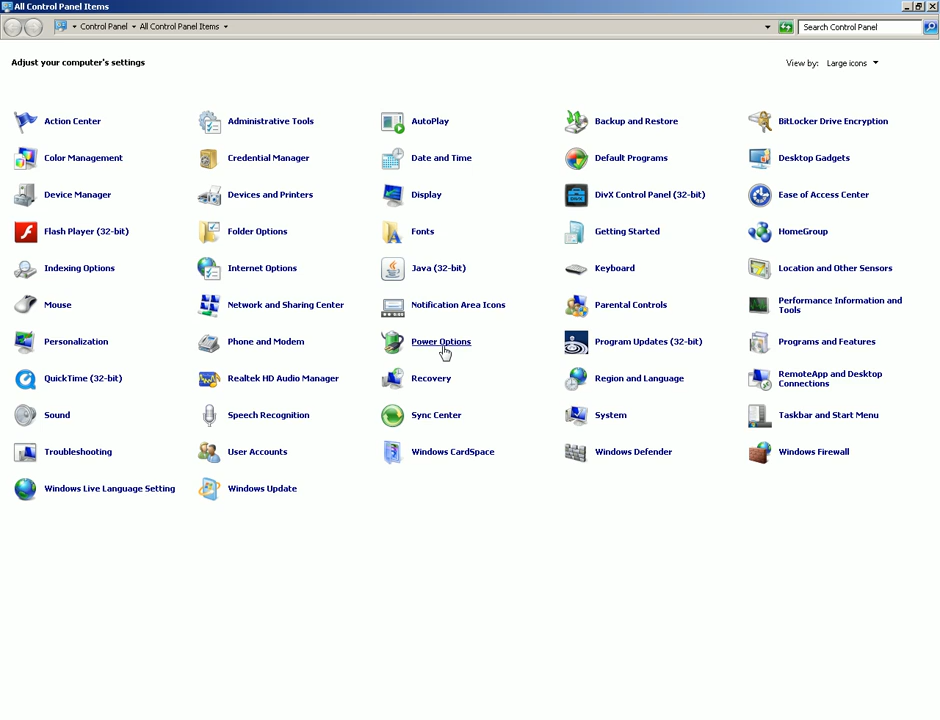 All Control Panel Items
Control Panel All Control Panel Items
Search Control Panel
Adjust your computer's settings
View by: Large icons
Action Center
Administrative Tools
AutoPlay
Backup and Restore
BitLocker Drive Encryption
Color Management
Credential Manager
Date and Time
Default Programs
Desktop Gadgets
Device Manager
Devices and Printers
Display
DivX Control Panel (32-bit)
Ease of Access Center
Flash Player (32-bit)
Folder Options
Fonts
Getting Started
HomeGroup
Indexing Options
Internet Options
Java (32-bit)
Keyboard
Location and Other Sensors
Mouse
Network and Sharing Center
Notification Area Icons
Parental Controls
Performance Information and
Tools
Personalization
Phone and Modem
Power Options
Program Updates (32-bit)
Programs and Features
QuickTime (32-bit)
Realtek HD Audio Manager
Recovery
Region and Language
RemoteApp and Desktop
Connections
Sound
Speech Recognition
Sync Center
System
Taskbar and Start Menu
Troubleshooting
User Accounts
Windows CardSpace
Windows Defender
Windows Firewall
Windows Live Language Setting
Windows Update